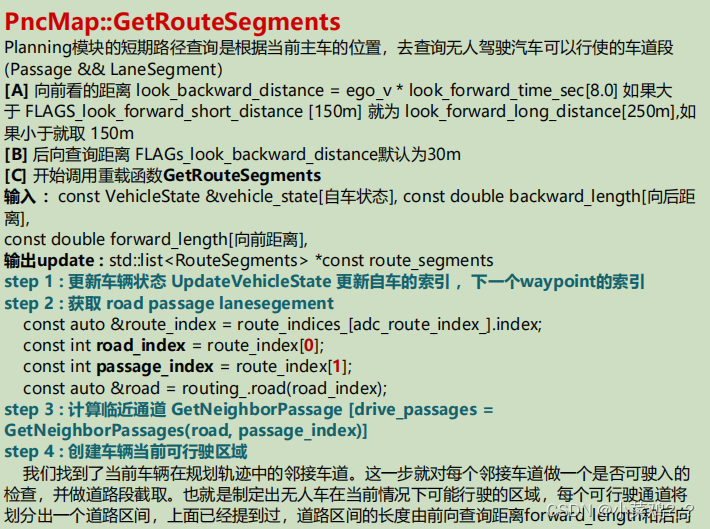 PncMap::GetRouteSegments
Planning模块的短期路径查询是根据当前主车的位置，去查询无人驾驶汽车可以行使的车道段
(Passage && LaneSegment)
[A] 向前看的距离 look_backward_distance = ego_v * look_forward_time_sec[8.0] 如果大
于 FLAGS_look_forward_short_distance [150m] 就为 look_forward_long_distance[250m],如
果小于就取 150m
[B] 后向查询距离 FLAGs_look_backward_distance默认为30m
[C] 开始调用重载函数GetRouteSegments
输入 ： const VehicleState &vehicle_state[自车状态], const double backward_length[向后距
离],
const double forward_length[向前距离],
输出update : std::list<RouteSegments> *const route_segments
step 1 : 更新车辆状态 UpdateVehicleState 更新自车的索引 ，下一个waypoint的索引
step 2 : 获取 road passage lanesegement
const auto &route_index = route_indices_[adc_route_index_].index;
const int road_index = route_index[0];
const int passage_index = route_index[1];
const auto &road = routing_.road(road_index);
step 3 : 计算临近通道 GetNeighborPassage [drive_passages =
GetNeighborPassages(road, passage_index)]
step 4 : 创建车辆当前可行驶区域
我们找到了当前车辆在规划轨迹中的邻接车道。这一步就对每个邻接车道做一个是否可驶入的
检查，并做道路段截取。也就是制定出无人车在当前情况下可能行驶的区域，每个可行驶通道将
划分出一个道路区间，上面已经提到过，道路区间的长度由前向查询距离forward_length和后向
CSDN